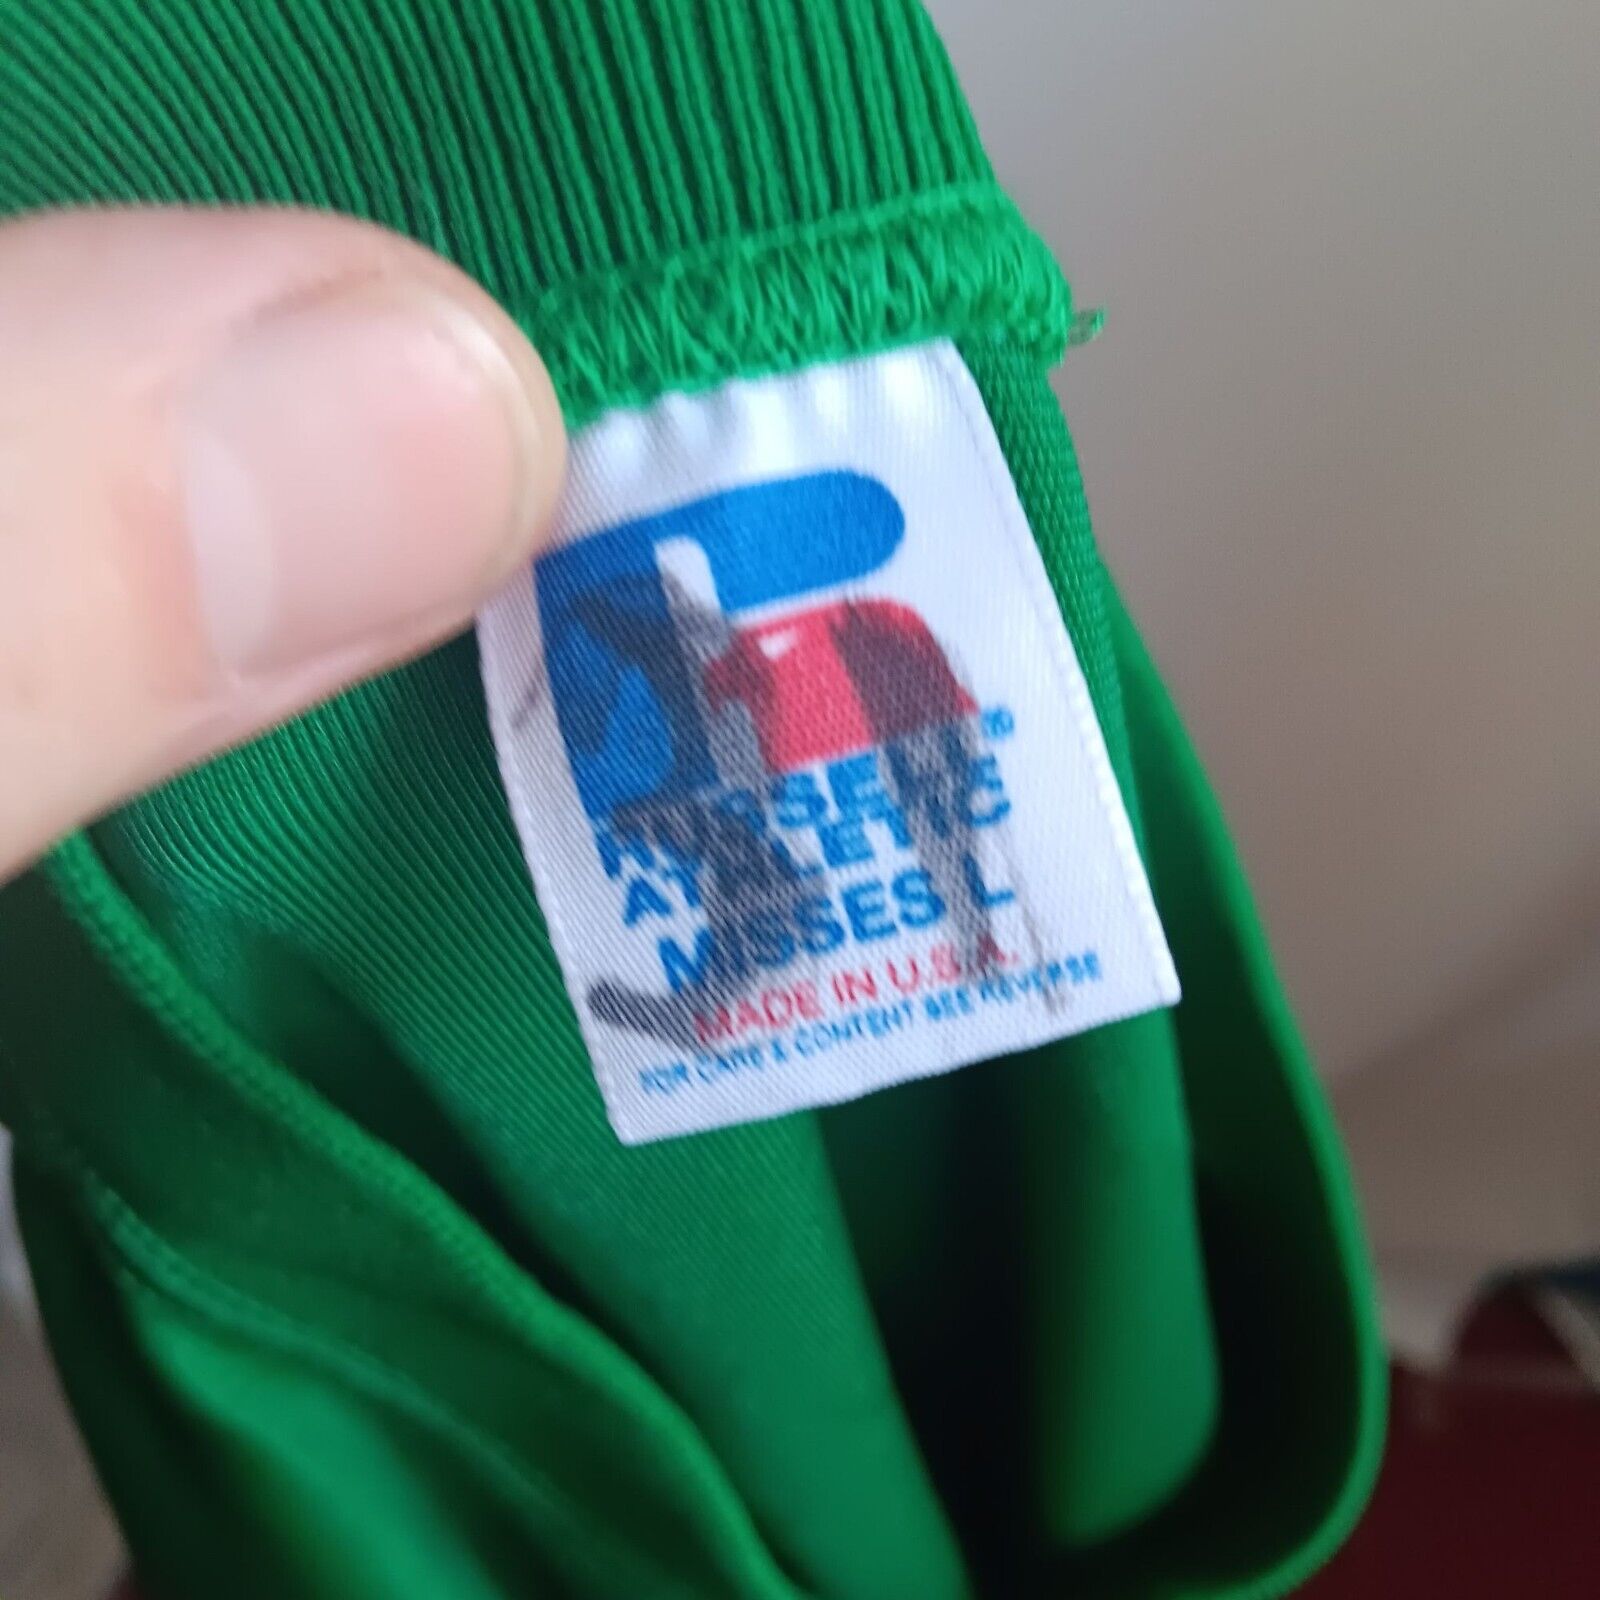 RUSSELL®
ATHLETIC
MISSES L
MADE IN U.S.A.
FOR CARE & CONTENT SEE REVERSE